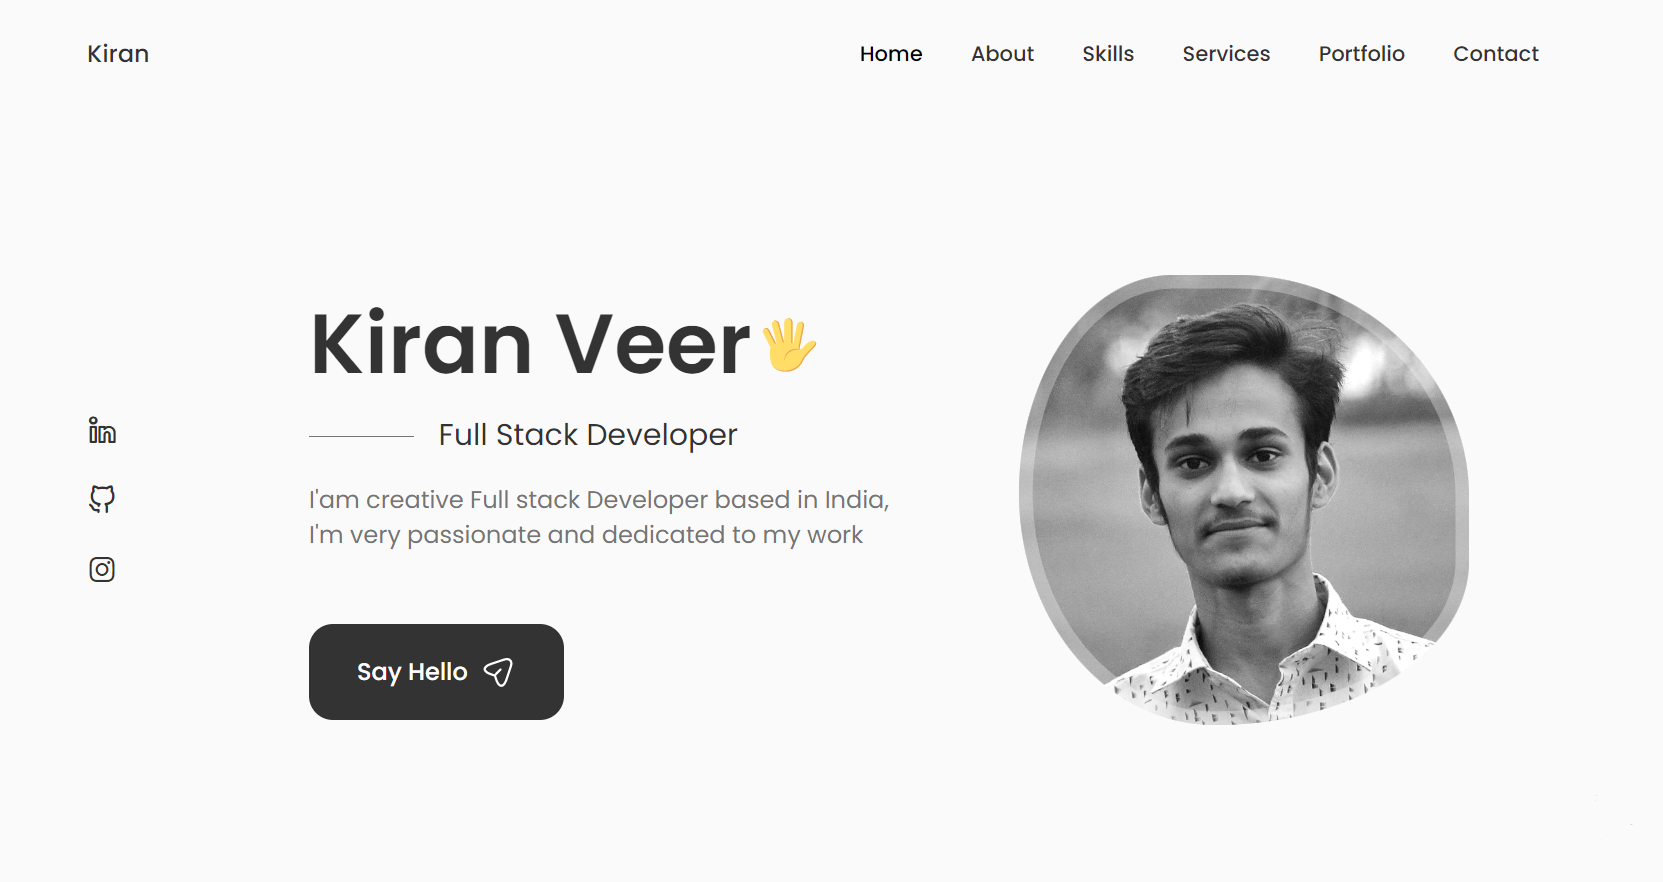 Kiran
Home About Skills Services Portfolio Contact
Kiran Veer🖐
Full Stack Developer
I'am creative Full stack Developer based in India,
I'm very passionate and dedicated to my work
Say Hello